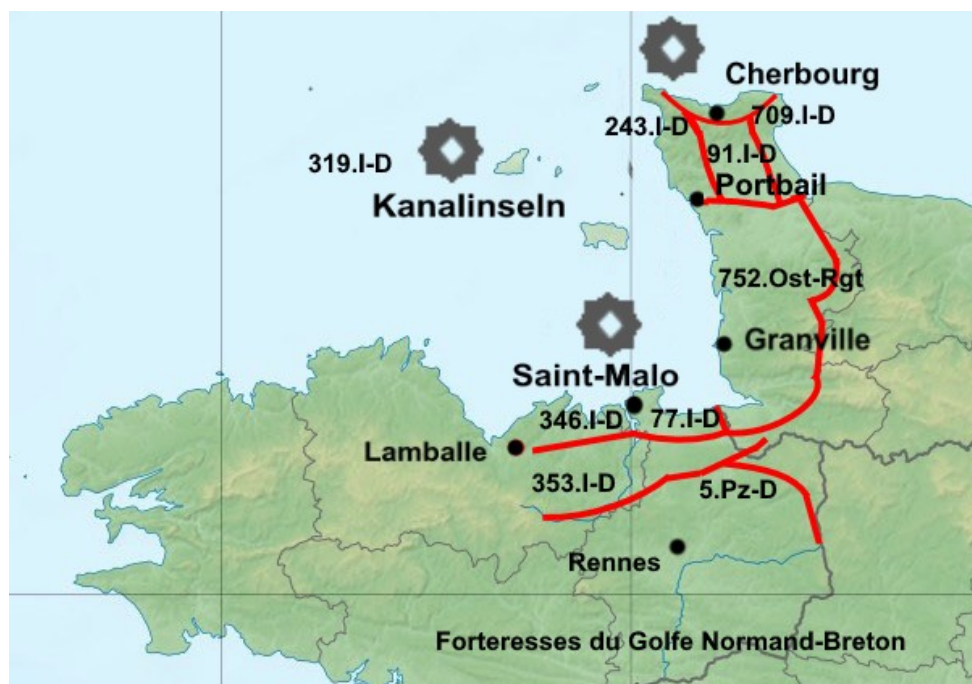 Cherbourg
243.I-D
709.I-D
319.I-D
91.I-D
Portbail
Kanalinseln
752.Ost-Rgt
Granville
Saint-Malo
346.I-D
77.I-D
Lamballe
353.I-D
5.Pz-D
Rennes
Forteresses du Golfe Normand-Breton